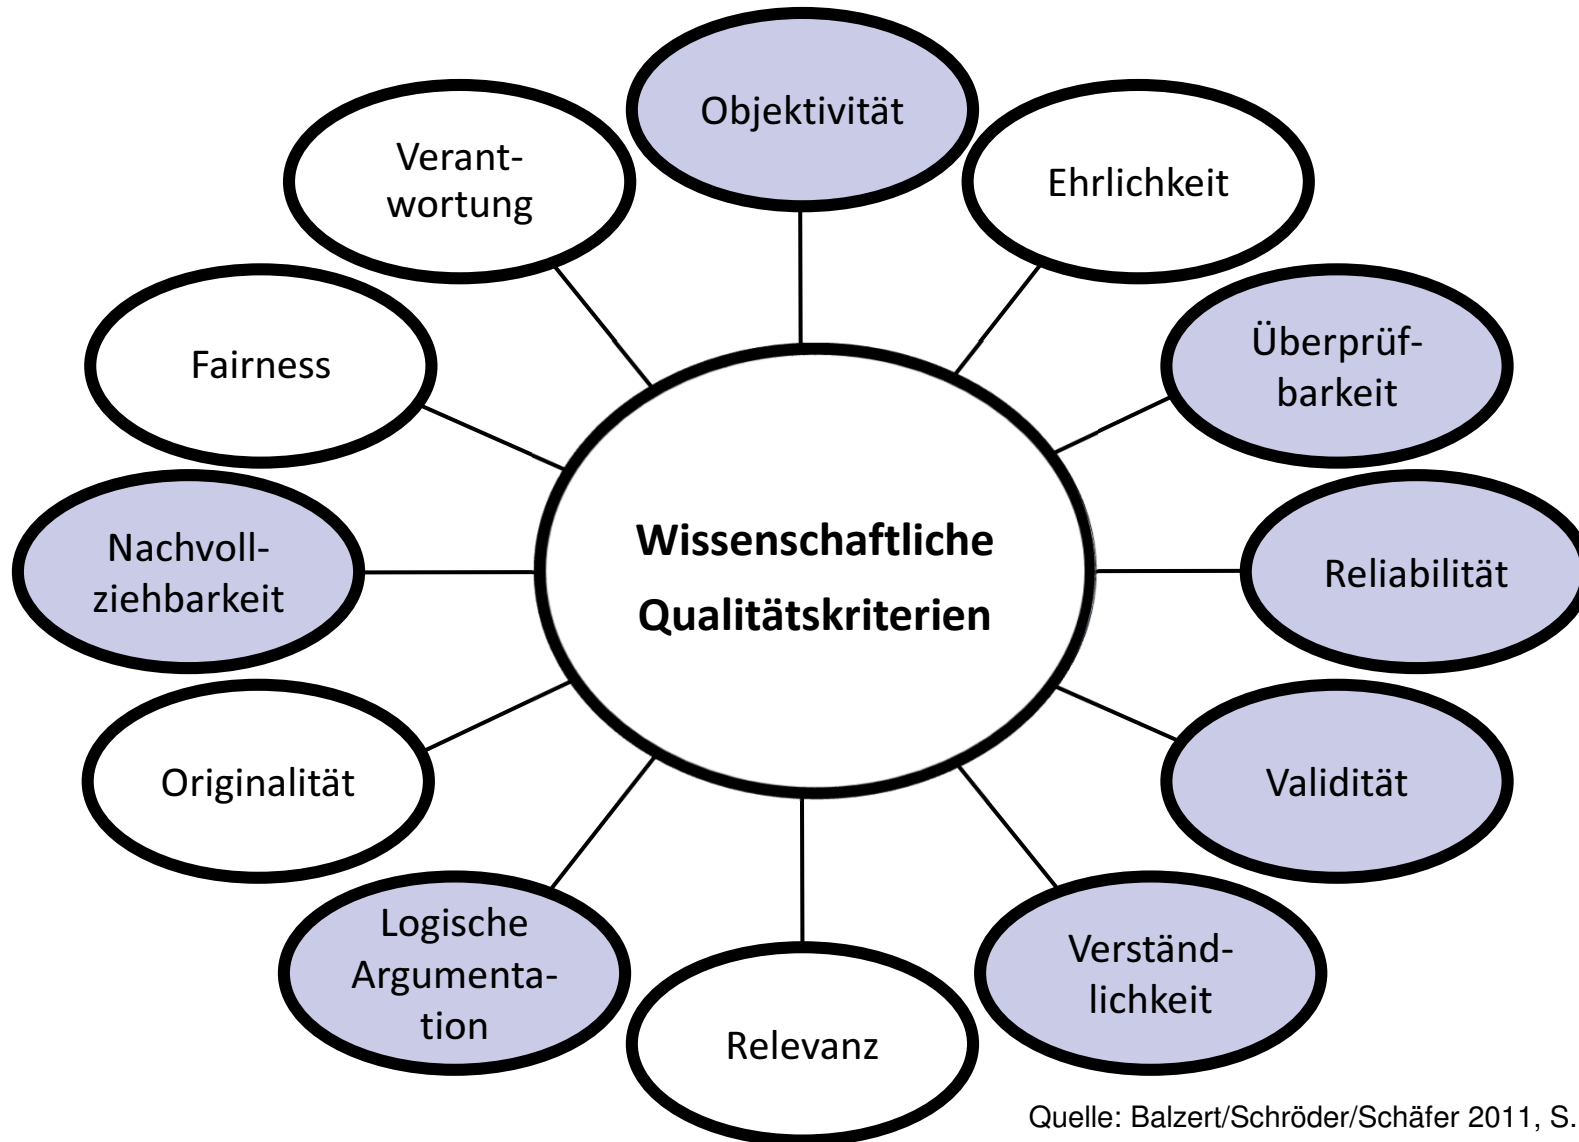 Objektivität
Ehrlichkeit
Überprüf-
barkeit
Reliabilität
Validität
Verständ-
lichkeit
Relevanz
Logische
Argumenta-
tion
Originalität
Nachvoll-
ziehbarkeit
Fairness
Verant-
wortung
Wissenschaftliche
Qualitätskriterien
Quelle: Balzert/Schröder/Schäfer 2011, S.